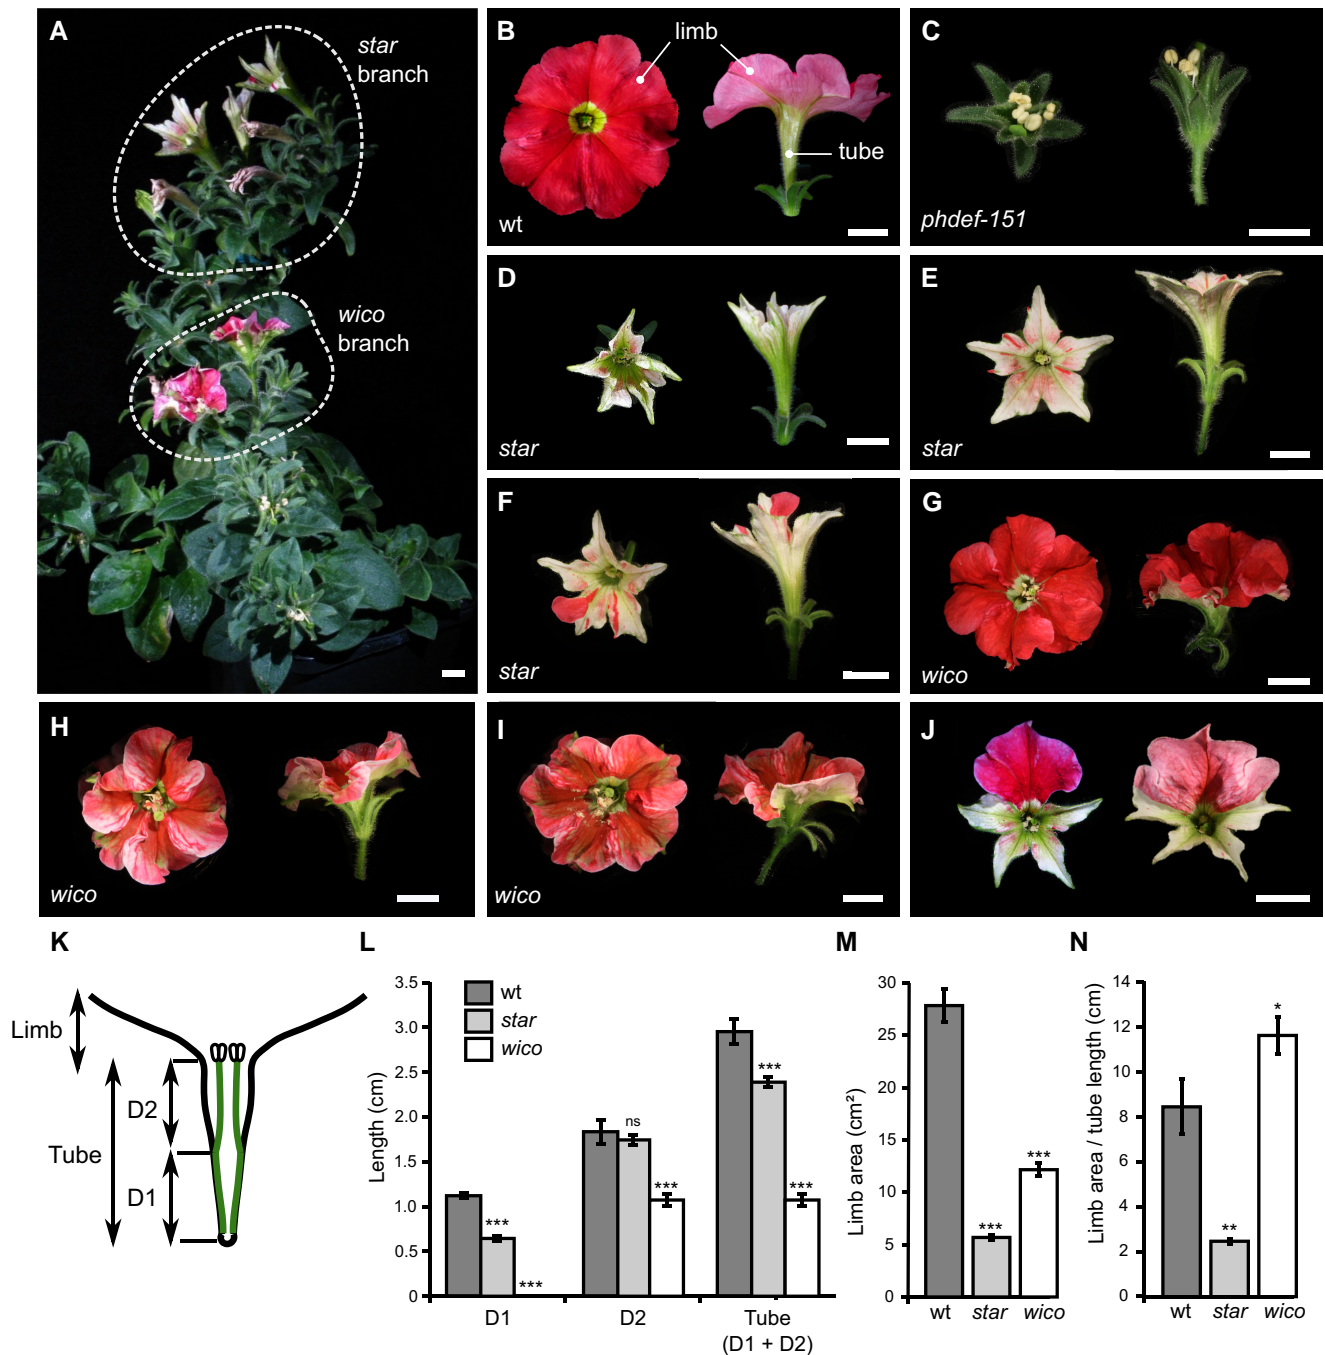 A
star
branch
wico
branch
B
limb
tube
wt
C
phdef-151
D
star
E
star
F
star
G
wico
H
wico
I
wico
J
K
Limb
Tube
D2
D1
L
Length (cm)
3.5
3.0
2.5
2.0
1.5
1.0
0.5
0
wt
star
wico
***
***
ns
***
***
***
D1
D2
Tube
(D1 + D2)
M
Limb area (cm²)
30
25
20
15
10
5
0
***
***
wt
star
wico
N
Limb area / tube length (cm)
14
12
10
8
6
4
2
0
**
*
wt
star
wico